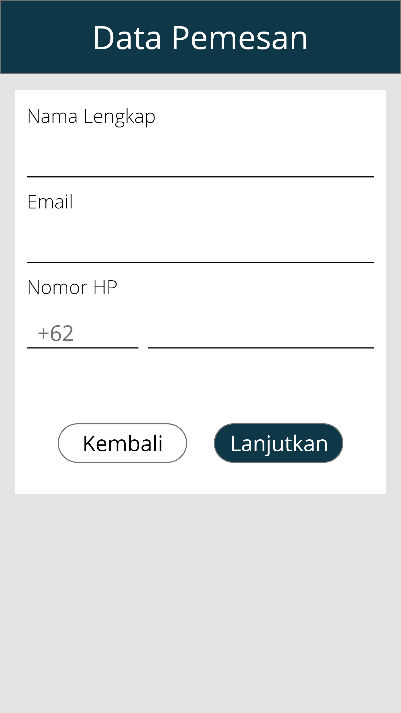 Data Pemesan
Nama Lengkap
Email
Nomor HP
+62
Kembali
Lanjutkan